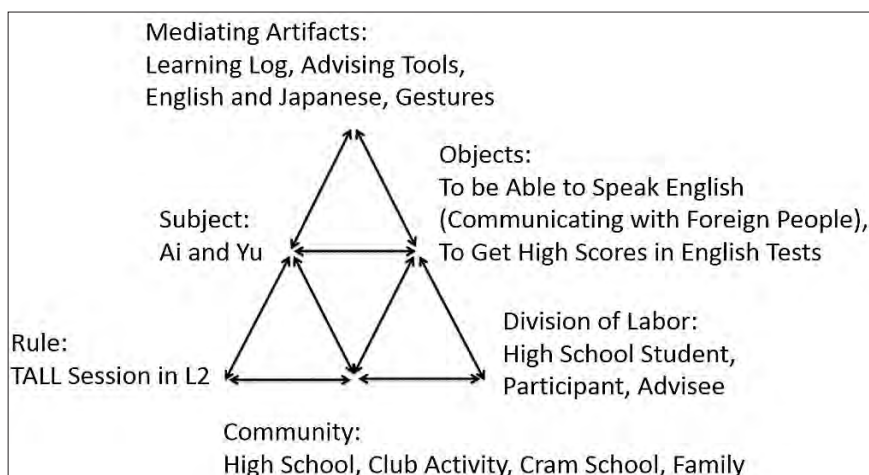 Mediating Artifacts:
Learning Log, Advising Tools,
English and Japanese, Gestures
Objects:
To be Able to Speak English
(Communicating with Foreign People),
To Get High Scores in English Tests
Subject:
Ai and Yu
Rule:
TALL Session in L2
Division of Labor:
High School Student,
Participant, Advisee
Community:
High School, Club Activity, Cram School, Family